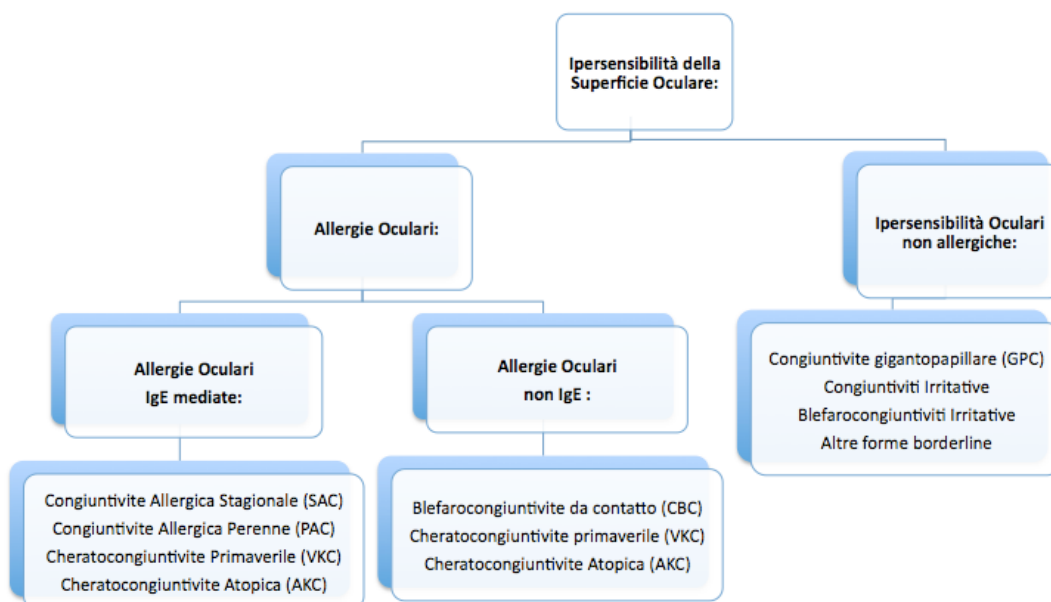 Ipersensibilità della
Superficie Oculare:
Allergie Oculari:
Ipersensibilità Oculari
non allergiche:
Allergie Oculari
IgE mediate:
Allergie Oculari
non IgE :
Congiuntivite gigantopapillare (GPC)
Congiuntiviti Irritative
Blefarocongiuntiviti Irritative
Altre forme borderline
Congiuntivite Allergica Stagionale (SAC)
Congiuntivite Allergica Perenne (PAC)
Cheratocongiuntivite Primaverile (VKC)
Cheratocongiuntivite Atopica (AKC)
Blefarocongiuntivite da contatto (CBC)
Cheratocongiuntivite primaverile (VKC)
Cheratocongiuntivite Atopica (AKC)